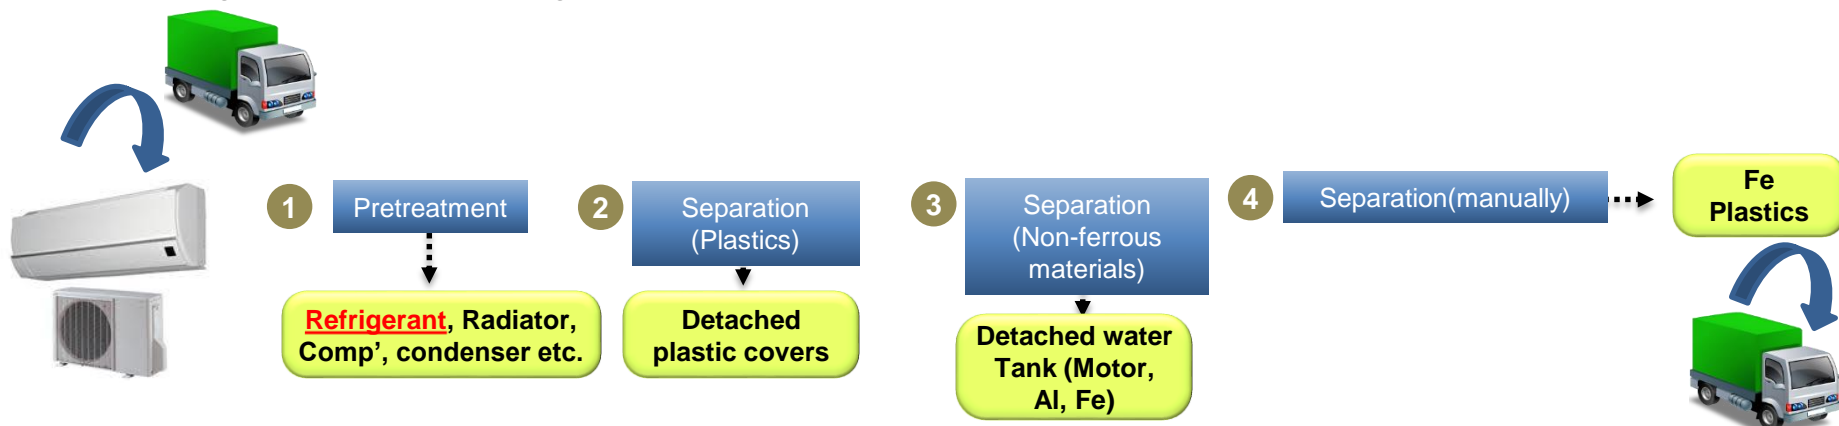 1
Pretreatment
Refrigerant, Radiator,
Comp’, condenser etc.
2
Separation
(Plastics)
Detached
plastic covers
3
Separation
(Non-ferrous
materials)
Detached water
Tank (Motor,
Al, Fe)
4
Separation(manually)
Fe
Plastics